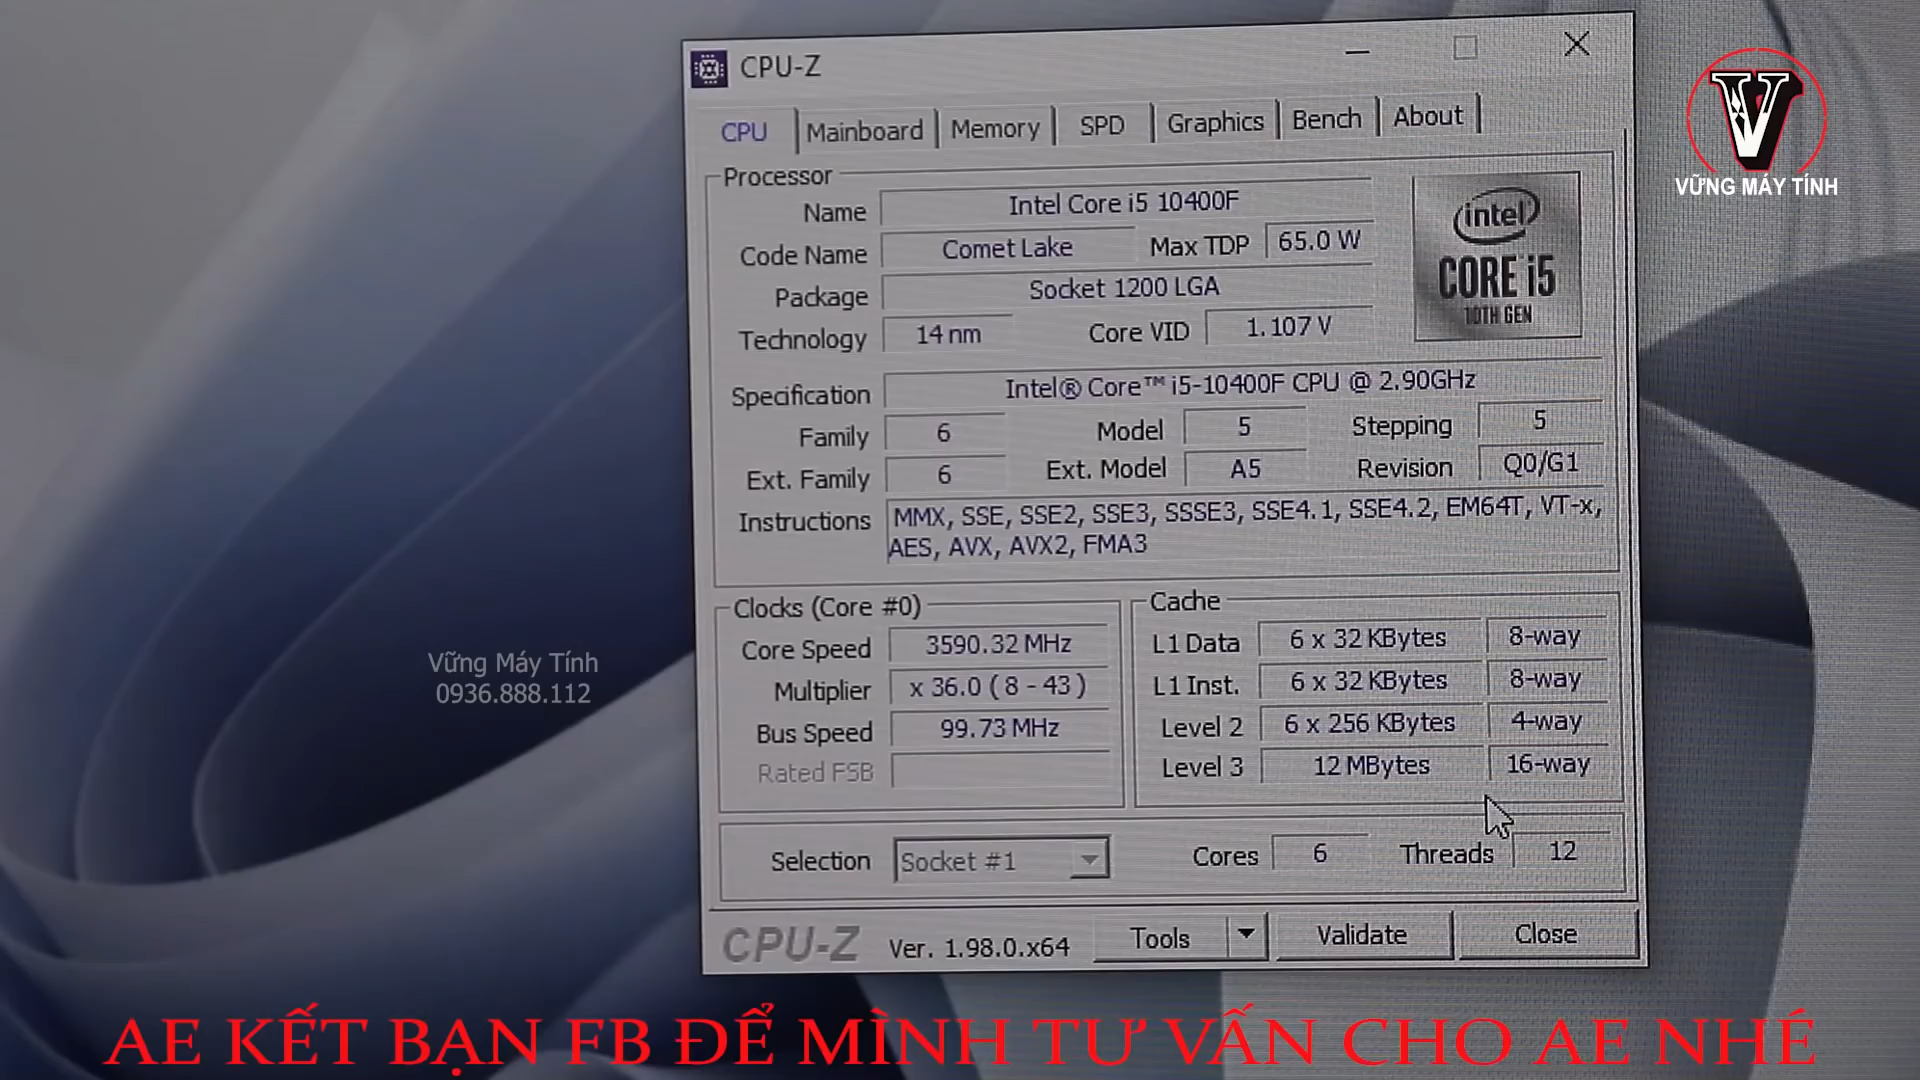 CPU-Z
V
VỮNG MÁY TÍNH
CPU Mainboard Memory SPD Graphics Bench About
Processor
Name Intel Core i5 10400F
Code Name Comet Lake Max TDP 65.0 W
Package Socket 1200 LGA
Technology 14 nm Core VID 1.107 V
intel
CORE i5
10TH GEN
Specification Intel® Core™ i5-10400F CPU @ 2.90GHz
Family 6 Model 5 Stepping 5
Ext. Family 6 Ext. Model A5 Revision Q0/G1
Instructions MMX, SSE, SSE2, SSE3, SSSE3, SSE4.1, SSE4.2, EM64T, VT-x,
AES, AVX, AVX2, FMA3
Clocks (Core #0)
Core Speed 3590.32 MHz
Multiplier x 36.0 ( 8 - 43 )
Bus Speed 99.73 MHz
Rated FSB
Cache
L1 Data 6 x 32 KBytes 8-way
L1 Inst. 6 x 32 KBytes 8-way
Level 2 6 x 256 KBytes 4-way
Level 3 12 MBytes 16-way
Vững Máy Tính
0936.888.112
Selection Socket #1 Cores 6 Threads 12
CPU-Z Ver. 1.98.0.x64 Tools Validate Close
AE KẾT BẠN FB ĐỂ MÌNH TƯ VẤN CHO AE NHÉ